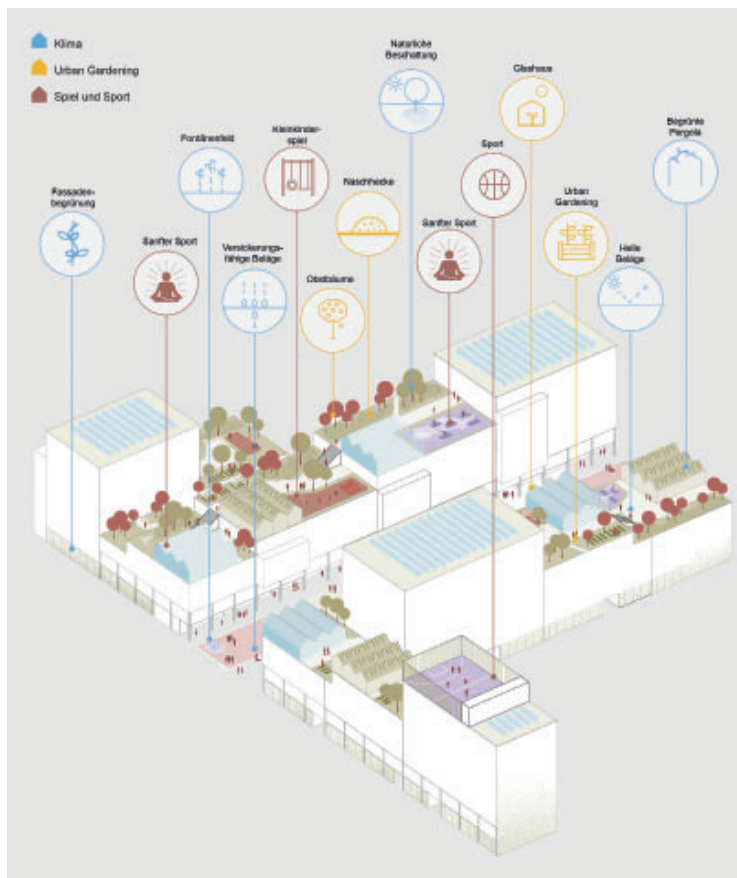 Klima
Urban Gardening
Spiel und Sport
Natürliche
Beschattung
Glashaus
Begrünte
Pergola
Fontänenfeld
Kleinkinder-
spiel
Sport
Naschhecke
Urban
Gardening
Fassaden-
begrünung
Sanfter Sport
Versickerungs-
fähige Beläge
Sanfter Sport
Helle
Beläge
Obstbäume